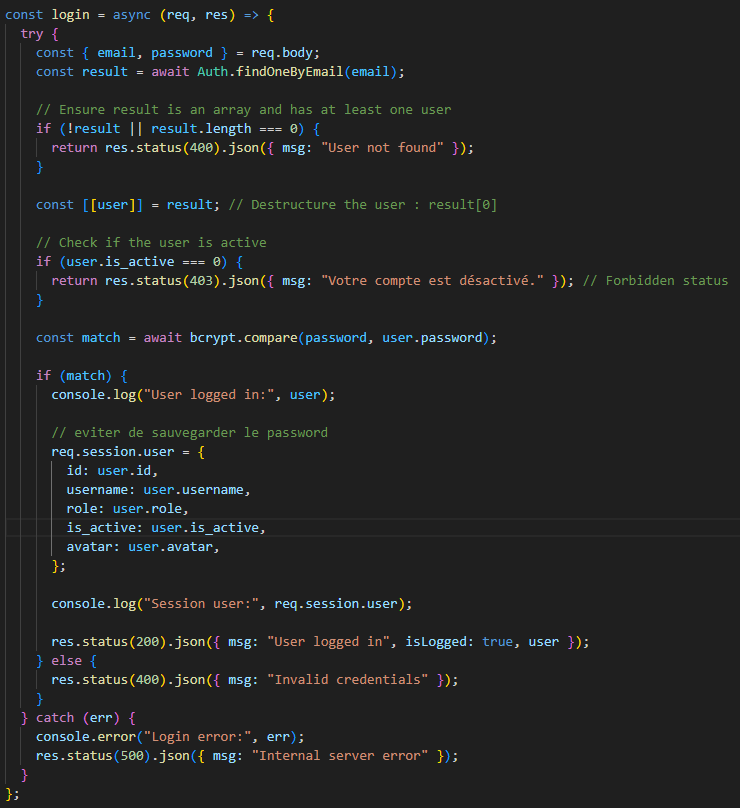 const login = async (req, res) => {
  try {
    const { email, password } = req.body;
    const result = await Auth.findOneByEmail(email);

    // Ensure result is an array and has at least one user
    if (!result || result.length === 0) {
      return res.status(400).json({ msg: "User not found" });
    }

    const [[user]] = result; // Destructure the user : result[0]

    // Check if the user is active
    if (user.is_active === 0) {
      return res.status(403).json({ msg: "Votre compte est désactivé." }); // Forbidden status
    }

    const match = await bcrypt.compare(password, user.password);

    if (match) {
      console.log("User logged in:", user);

      // eviter de sauvegarder le password
      req.session.user = {
        id: user.id,
        username: user.username,
        role: user.role,
        is_active: user.is_active,
        avatar: user.avatar,
      };

      console.log("Session user:", req.session.user);

      res.status(200).json({ msg: "User logged in", isLogged: true, user });
    } else {
      res.status(400).json({ msg: "Invalid credentials" });
    }
  } catch (err) {
    console.error("Login error:", err);
    res.status(500).json({ msg: "Internal server error" });
  }
};